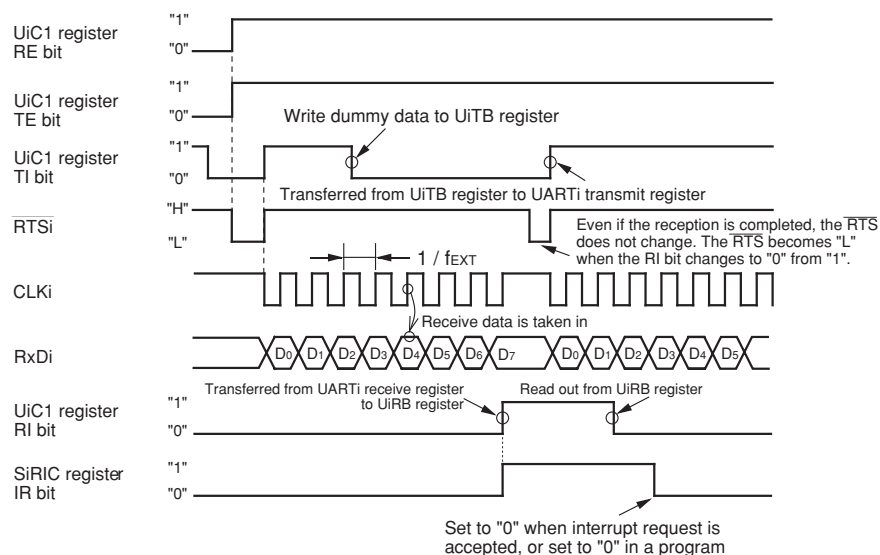 UiC1 register
RE bit
"1"
"0"
UiC1 register
TE bit
"1"
"0"
Write dummy data to UiTB register
UiC1 register
TI bit
"1"
"0"
Transferred from UiTB register to UARTi transmit register
RTSi
"H"
"L"
Even if the reception is completed, the RTS
does not change. The RTS becomes "L"
when the RI bit changes to "0" from "1".
1 / fEXT
CLKi
Receive data is taken in
RxDi
D0 D1 D2 D3 D4 D5 D6 D7 D0 D1 D2 D3 D4 D5
Transferred from UARTi receive register
to UiRB register
Read out from UiRB register
UiC1 register
RI bit
"1"
"0"
SiRIC register
IR bit
"1"
"0"
Set to "0" when interrupt request is
accepted, or set to "0" in a program